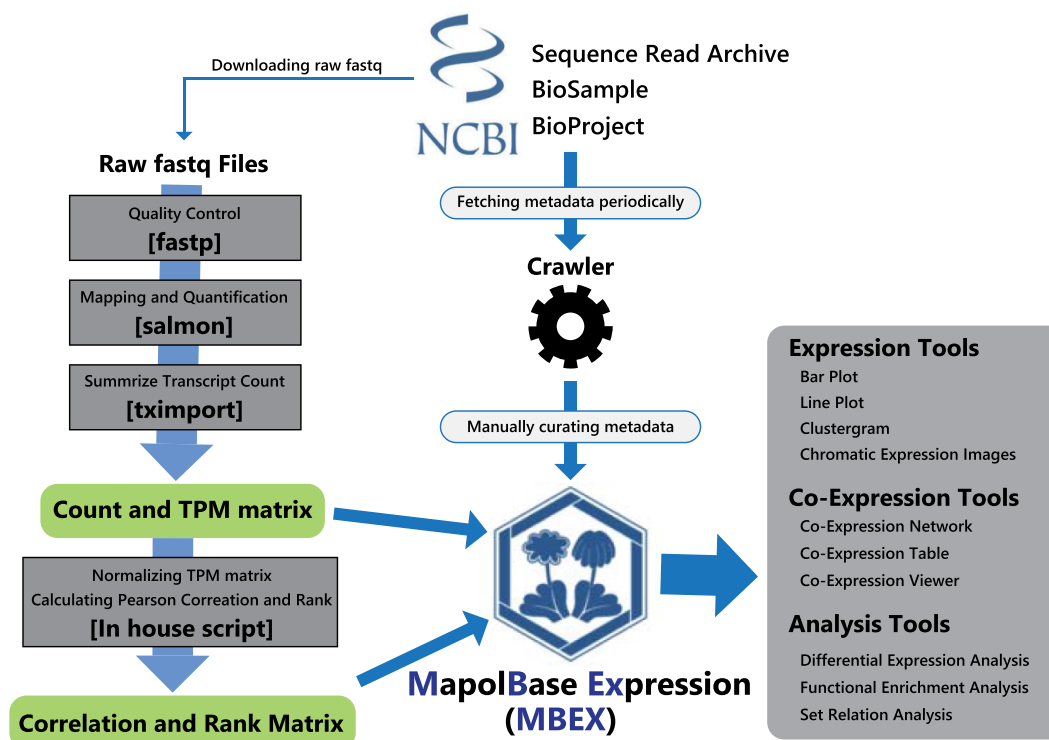 Downloading raw fastq
NCBI
Sequence Read Archive
BioSample
BioProject
Raw fastq Files
Quality Control
[fastp]
Mapping and Quantification
[salmon]
Summrize Transcript Count
[tximport]
Count and TPM matrix
Normalizing TPM matrix
Calculating Pearson Correation and Rank
[In house script]
Correlation and Rank Matrix
Fetching metadata periodically
Crawler
Manually curating metadata
MapolBase Expression
(MBEX)
Expression Tools
Bar Plot
Line Plot
Clustergram
Chromatic Expression Images
Co-Expression Tools
Co-Expression Network
Co-Expression Table
Co-Expression Viewer
Analysis Tools
Differential Expression Analysis
Functional Enrichment Analysis
Set Relation Analysis